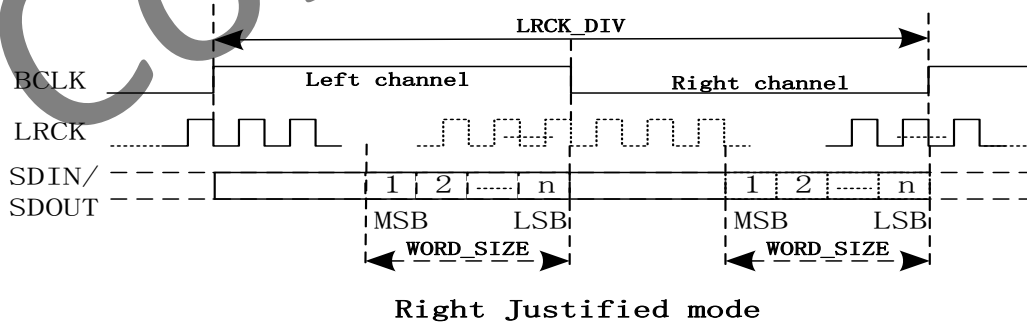 LRCK_DIV
BCLK Left channel Right channel
LRCK
SDIN/ 1 2 n 1 2 n
SDOUT
MSB LSB MSB LSB
WORD_SIZE WORD_SIZE
Right Justified mode